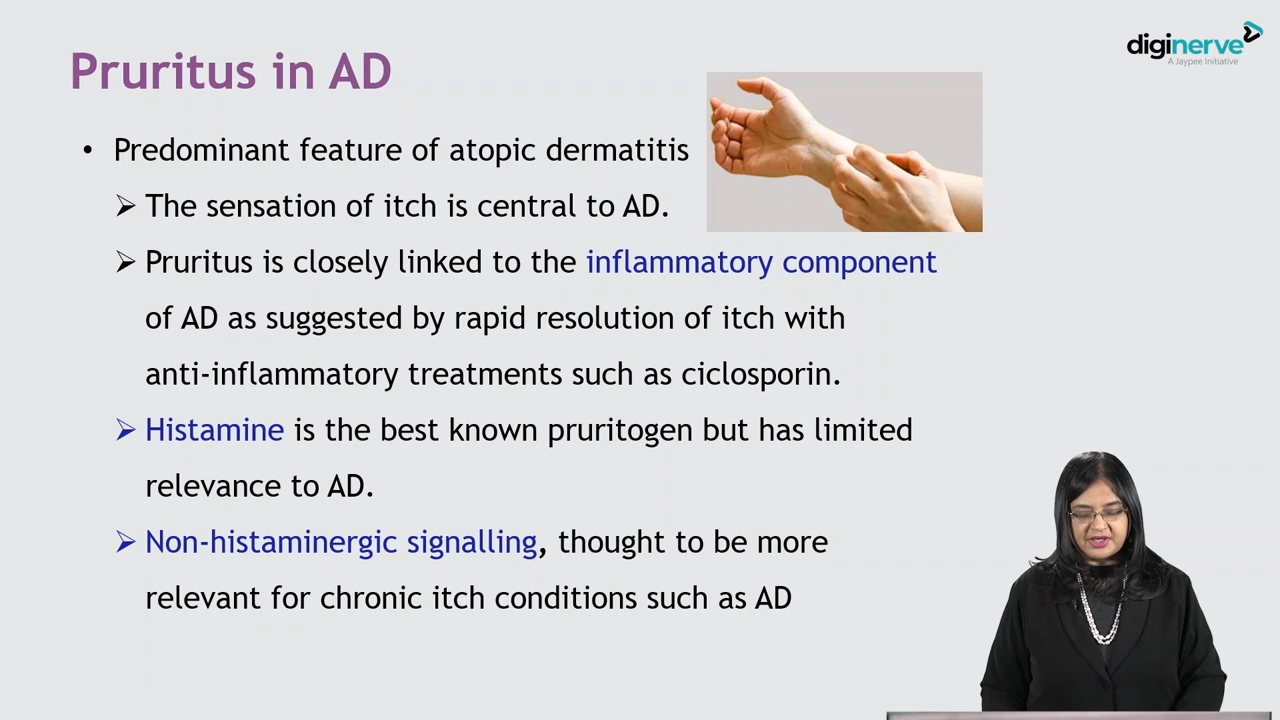 Pruritus in AD
diginerve
A Jaypee Initiative
• Predominant feature of atopic dermatitis
➢ The sensation of itch is central to AD.
➢ Pruritus is closely linked to the inflammatory component
of AD as suggested by rapid resolution of itch with
anti-inflammatory treatments such as ciclosporin.
➢ Histamine is the best known pruritogen but has limited
relevance to AD.
➢ Non-histaminergic signalling, thought to be more
relevant for chronic itch conditions such as AD